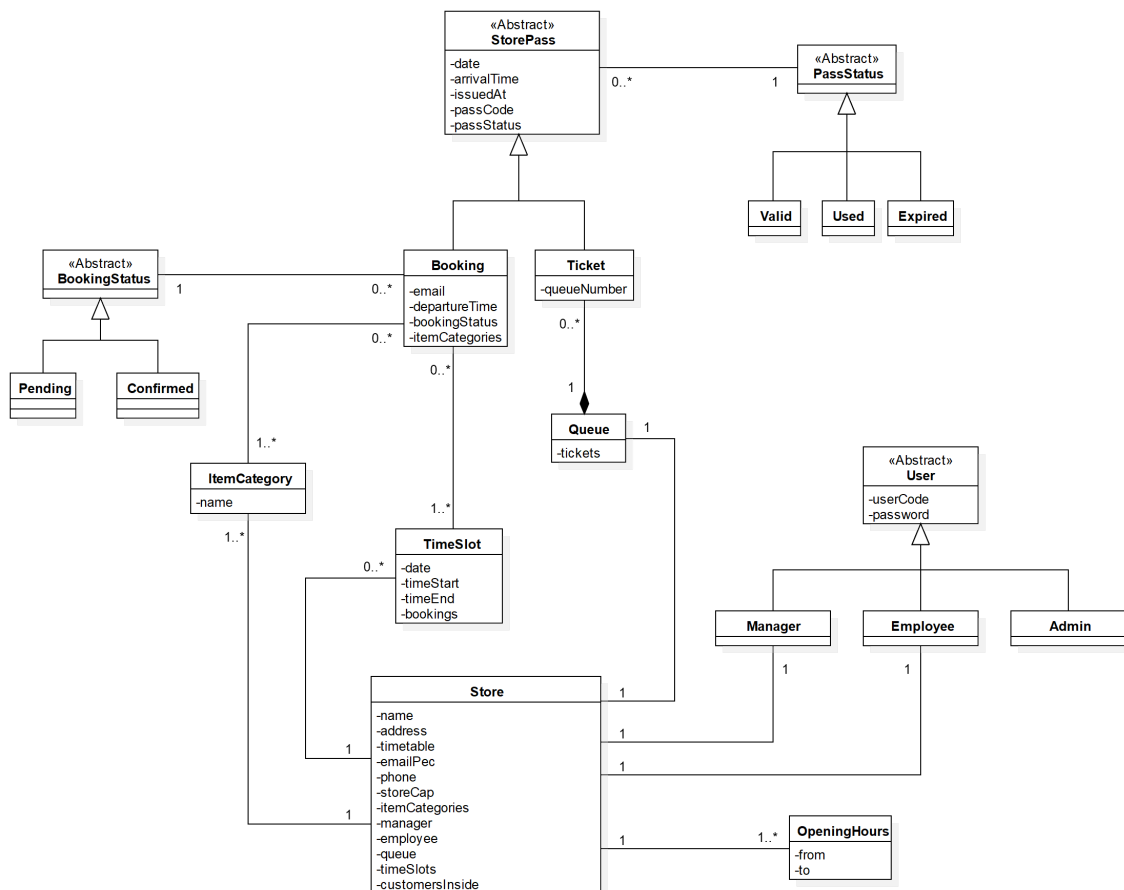 «Abstract»
StorePass
-date
-arrivalTime
-issuedAt
-passCode
-passStatus
0..*
1
«Abstract»
PassStatus
Valid
Used
Expired
«Abstract»
BookingStatus
1
0..*
Booking
-email
-departureTime
-bookingStatus
-itemCategories
Ticket
-queueNumber
0..*
0..*
0..*
Pending
Confirmed
1
Queue
-tickets
1
1..*
ItemCategory
-name
1..*
«Abstract»
User
-userCode
-password
1..*
TimeSlot
-date
-timeStart
-timeEnd
-bookings
0..*
Manager
Employee
Admin
1
1
Store
-name
-address
-timetable
-emailPec
-phone
-storeCap
-itemCategories
-manager
-employee
-queue
-timeSlots
-customersInside
1
1
1
1
1
1
1..*
OpeningHours
-from
-to